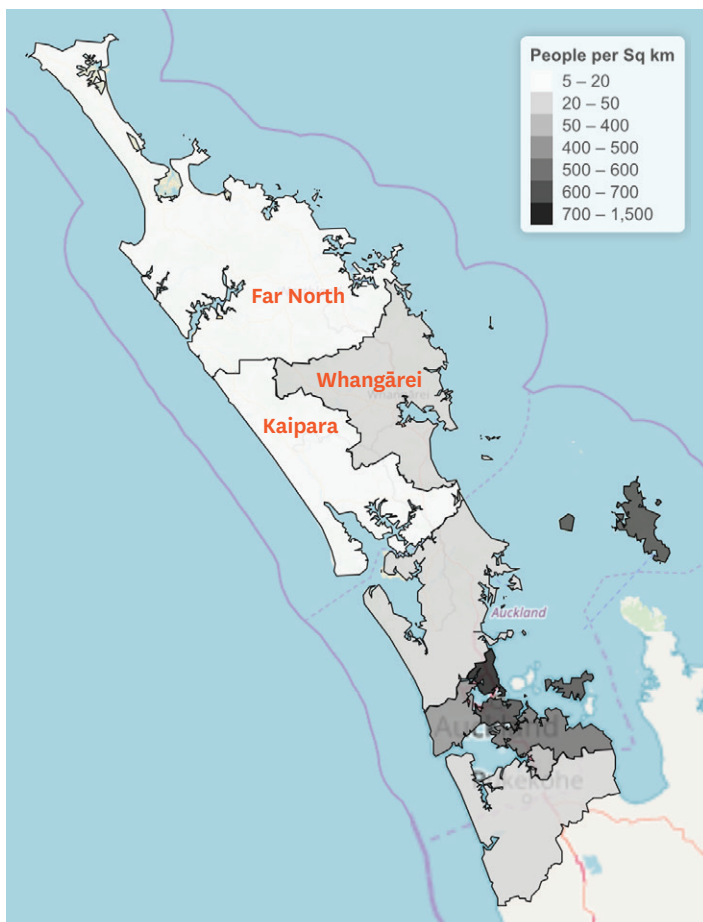 People per Sq km
5 – 20
20 – 50
50 – 400
400 – 500
500 – 600
600 – 700
700 – 1,500
Far North
Whangārei
Whangārei
Kaipara
Auckland
Auckland
Pukekohe